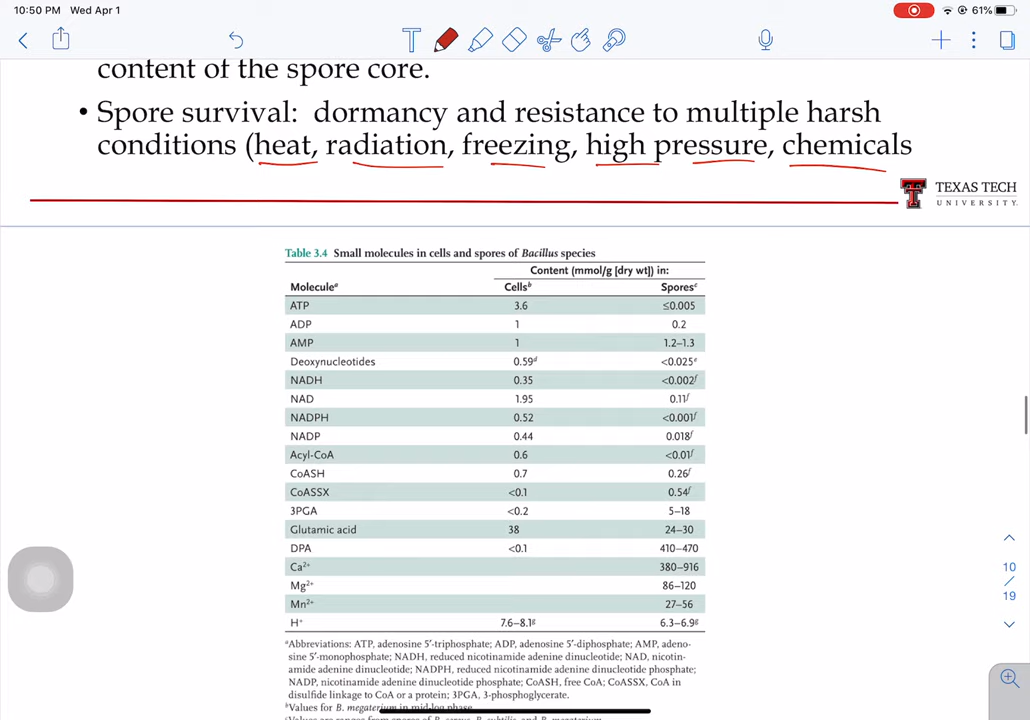 10:50 PM Wed Apr 1 61%
T
content of the spore core.
• Spore survival: dormancy and resistance to multiple harsh
conditions (heat, radiation, freezing, high pressure, chemicals
TEXAS TECH
UNIVERSITY.
Table 3.4 Small molecules in cells and spores of Bacillus species
Content (mmol/g [dry wt]) in:
Moleculeᵃ Cellsᵇ Sporesᶜ
ATP 3.6 ≤0.005
ADP 1 0.2
AMP 1 1.2–1.3
Deoxynucleotides 0.59ᵈ <0.025ᵉ
NADH 0.35 <0.002ᶠ
NAD 1.95 0.11ᶠ
NADPH 0.52 <0.001ᶠ
NADP 0.44 0.018ᶠ
Acyl-CoA 0.6 <0.01ᶠ
CoASH 0.7 0.26ᶠ
CoASSX <0.1 0.54ᶠ
3PGA <0.2 5–18
Glutamic acid 38 24–30
DPA <0.1 410–470
Ca²⁺ 380–916
Mg²⁺ 86–120
Mn²⁺ 27–56
H⁺ 7.6–8.1ᵍ 6.3–6.9ᵍ
ᵃAbbreviations: ATP, adenosine 5′-triphosphate; ADP, adenosine 5′-diphosphate; AMP, adeno-
sine 5′-monophosphate; NADH, reduced nicotinamide adenine dinucleotide; NAD, nicotin-
amide adenine dinucleotide; NADPH, reduced nicotinamide adenine dinucleotide phosphate;
NADP, nicotinamide adenine dinucleotide phosphate; CoASH, free CoA; CoASSX, CoA in
disulfide linkage to CoA or a protein; 3PGA, 3-phosphoglycerate.
ᵇValues for B. megaterium in mid-log phase.
ᶜValues are ranges from spores of B. cereus, B. subtilis, and B. megaterium.
10
/
19